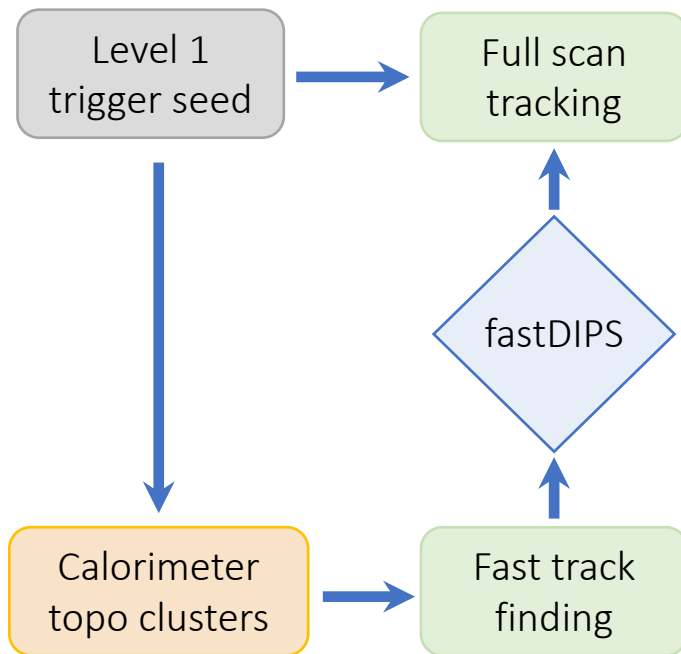 Level 1
trigger seed
Full scan
tracking
fastDIPS
Calorimeter
topo clusters
Fast track
finding